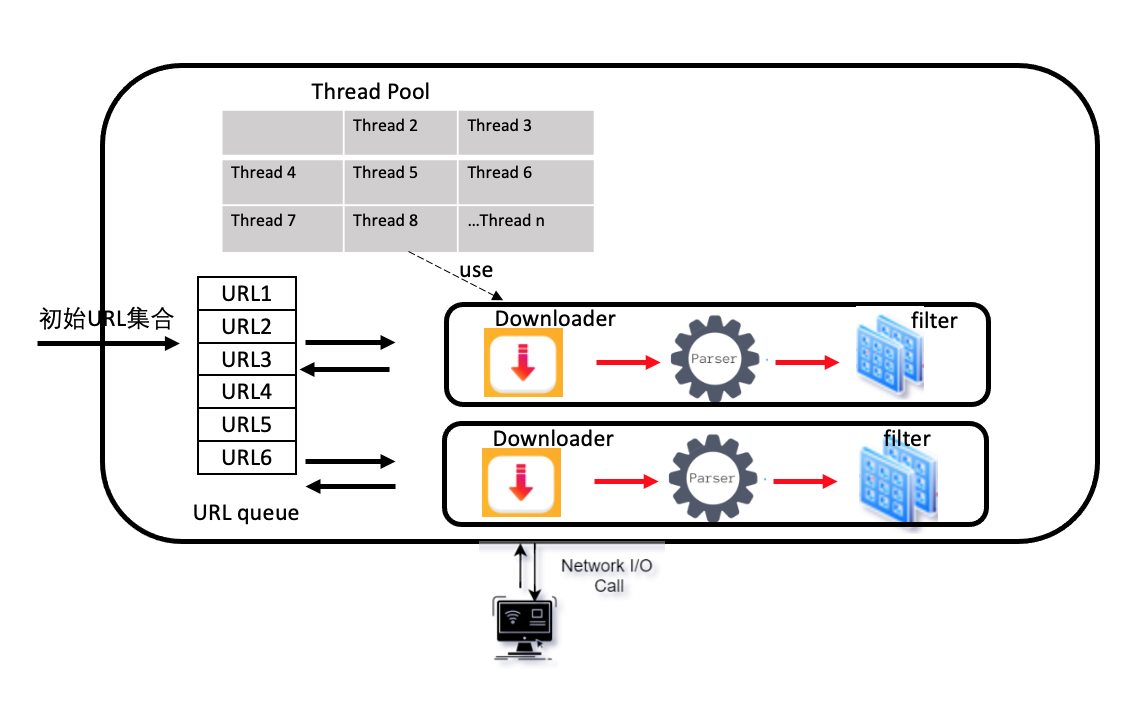 Thread Pool
Thread 2
Thread 3
Thread 4
Thread 5
Thread 6
Thread 7
Thread 8
...Thread n
use
初始URL集合
URL1
URL2
URL3
URL4
URL5
URL6
URL queue
Downloader
Parser
filter
Downloader
Parser
filter
Network I/O
Call